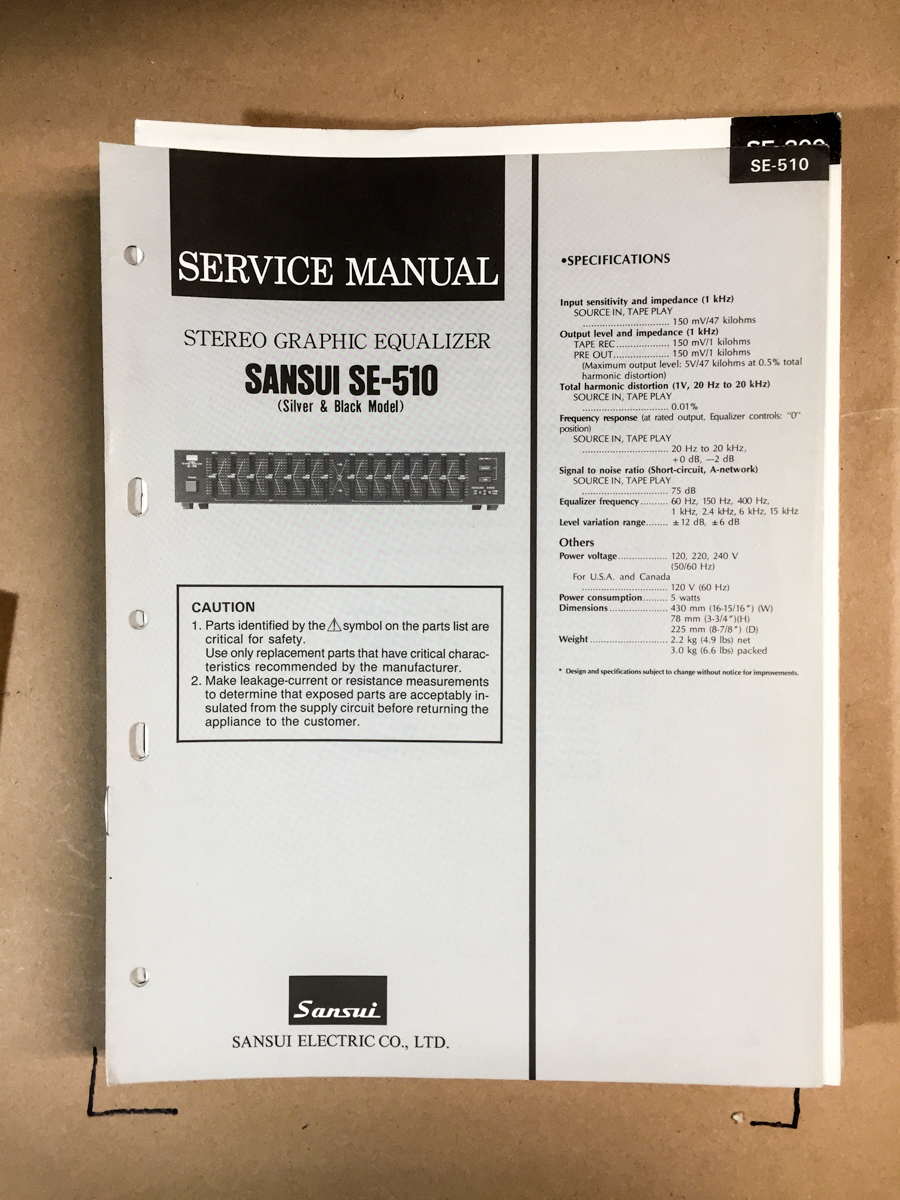 SE-300
SE-510
SERVICE MANUAL
STEREO GRAPHIC EQUALIZER
SANSUI SE-510
(Silver & Black Model)
CAUTION
1. Parts identified by the ⚠ symbol on the parts list are
critical for safety.
Use only replacement parts that have critical charac-
teristics recommended by the manufacturer.
2. Make leakage-current or resistance measurements
to determine that exposed parts are acceptably in-
sulated from the supply circuit before returning the
appliance to the customer.
Sansui
SANSUI ELECTRIC CO., LTD.
•SPECIFICATIONS
Input sensitivity and impedance (1 kHz)
SOURCE IN, TAPE PLAY
.............................. 150 mV/47 kilohms
Output level and impedance (1 kHz)
TAPE REC.................. 150 mV/1 kilohms
PRE OUT................... 150 mV/1 kilohms
(Maximum output level: 5V/47 kilohms at 0.5% total
harmonic distortion)
Total harmonic distortion (1V, 20 Hz to 20 kHz)
SOURCE IN, TAPE PLAY
.............................. 0.01%
Frequency response (at rated output, Equalizer controls: "0"
position)
SOURCE IN, TAPE PLAY
.............................. 20 Hz to 20 kHz,
+0 dB, −2 dB
Signal to noise ratio (Short-circuit, A-network)
SOURCE IN, TAPE PLAY
.............................. 75 dB
Equalizer frequency.......... 60 Hz, 150 Hz, 400 Hz,
1 kHz, 2.4 kHz, 6 kHz, 15 kHz
Level variation range........ ±12 dB, ±6 dB
Others
Power voltage.................. 120, 220, 240 V
(50/60 Hz)
For U.S.A. and Canada
.............................. 120 V (60 Hz)
Power consumption......... 5 watts
Dimensions..................... 430 mm (16-15/16") (W)
78 mm (3-3/4")(H)
225 mm (8-7/8") (D)
Weight........................... 2.2 kg (4.9 lbs) net
3.0 kg (6.6 lbs) packed
* Design and specifications subject to change without notice for improvements.